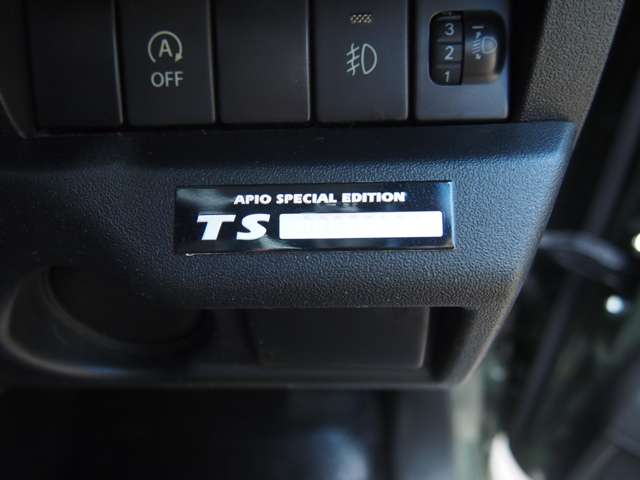 A
OFF
3
2
1
APIO SPECIAL EDITION
TS